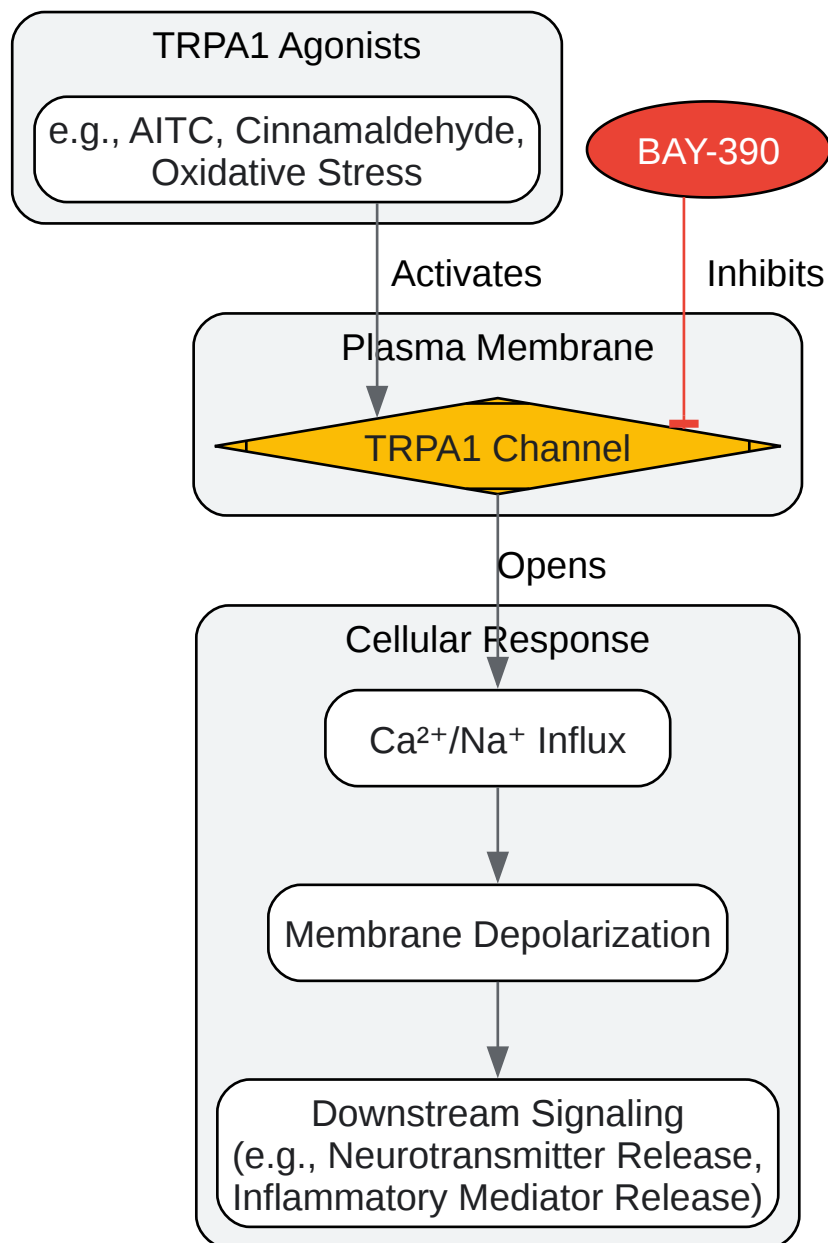 TRPA1 Agonists
e.g., AITC, Cinnamaldehyde,
Oxidative Stress
BAY-390
Activates
Inhibits
Plasma Membrane
TRPA1 Channel
Opens
Cellular Response
Ca²⁺/Na⁺ Influx
Membrane Depolarization
Downstream Signaling
(e.g., Neurotransmitter Release,
Inflammatory Mediator Release)